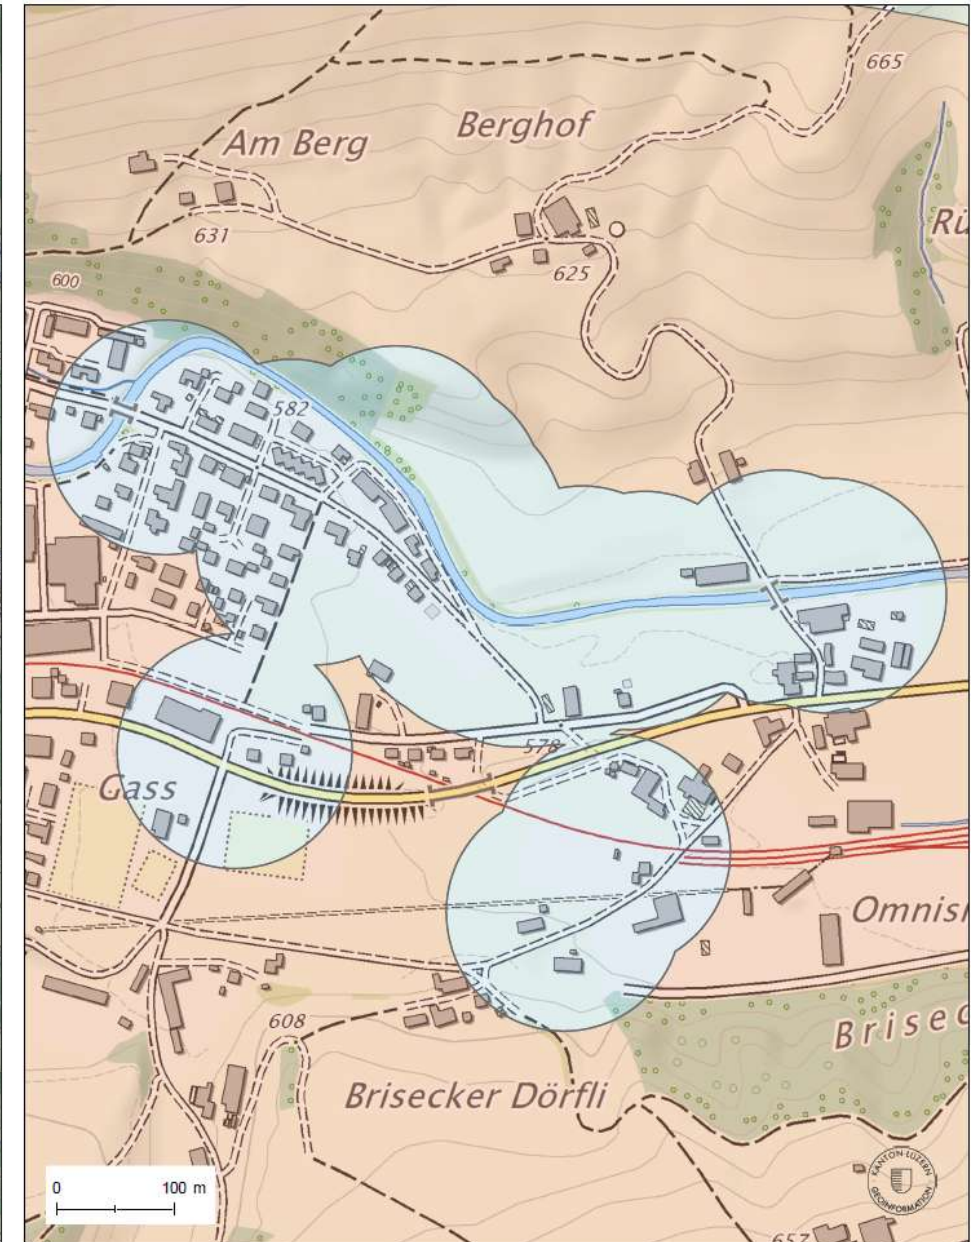 665
Am Berg
Berghof
Rü
631
625
600
582
578
Gass
Omnis
608
Brisec
Brisecker Dörfli
KANTON LUZERN
GEOINFORMATION
0 100 m
657